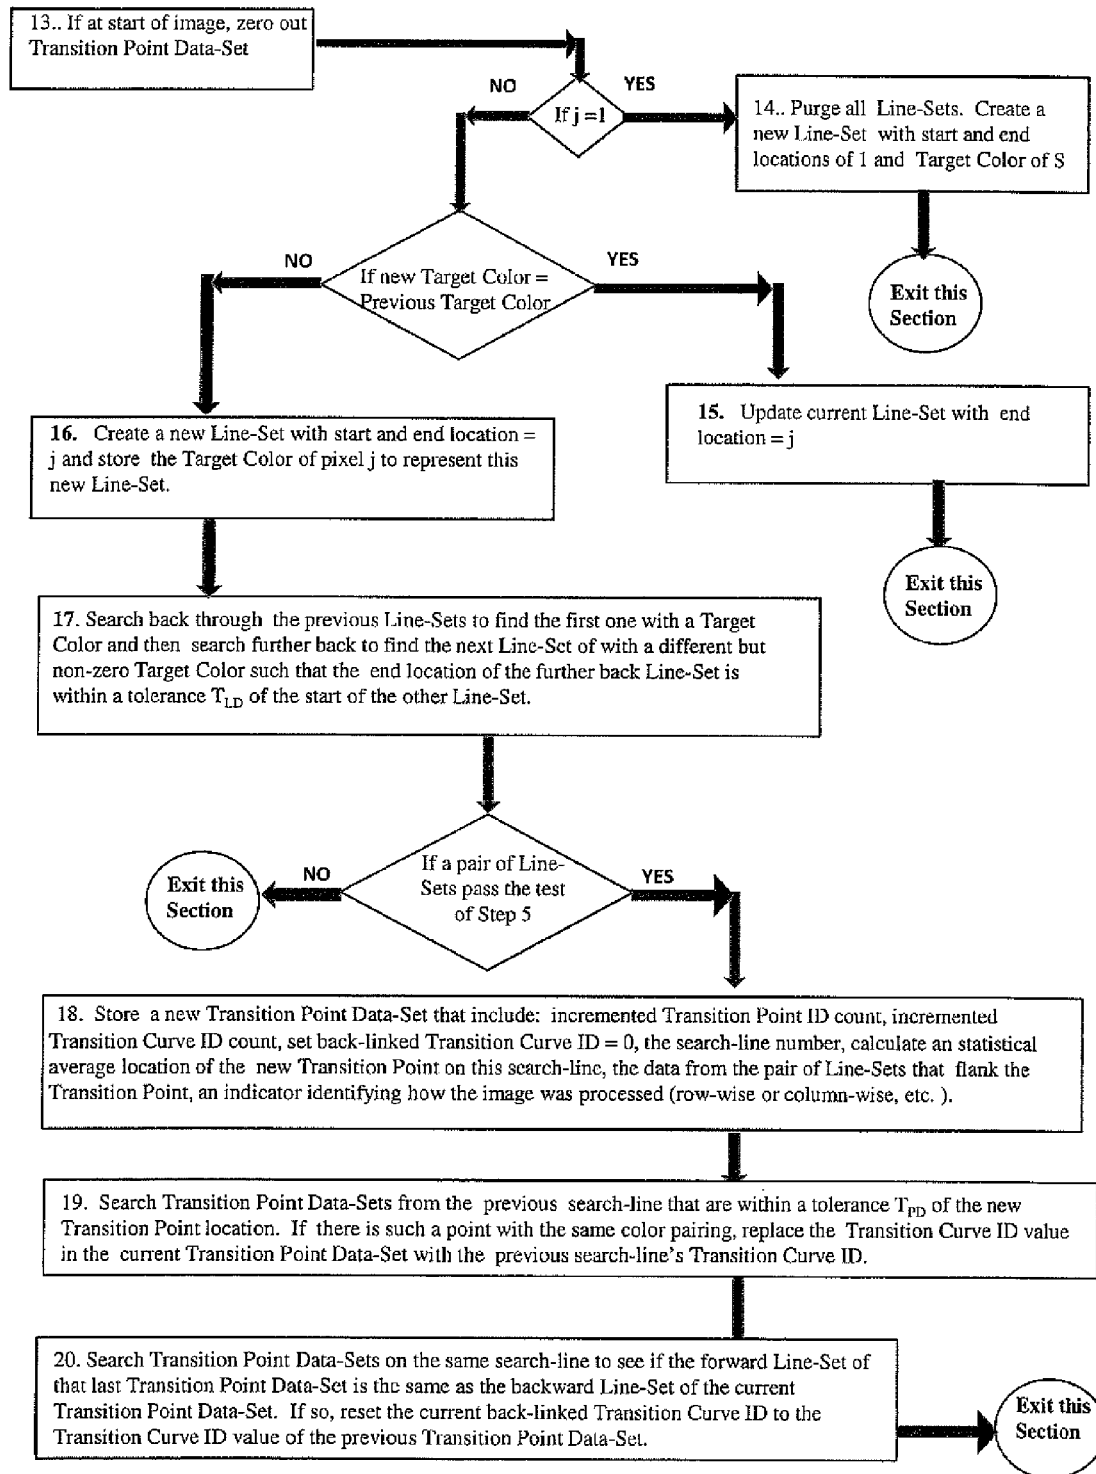 13.. If at start of image, zero out
Transition Point Data-Set
NO
YES
If j =1
14.. Purge all Line-Sets. Create a
new Line-Set with start and end
locations of 1 and Target Color of S
Exit this
Section
NO
YES
If new Target Color =
Previous Target Color
15. Update current Line-Set with end
location = j
Exit this
Section
16. Create a new Line-Set with start and end location =
j and store the Target Color of pixel j to represent this
new Line-Set.
17. Search back through the previous Line-Sets to find the first one with a Target
Color and then search further back to find the next Line-Set of with a different but
non-zero Target Color such that the end location of the further back Line-Set is
within a tolerance T_LD of the start of the other Line-Set.
If a pair of Line-
Sets pass the test
of Step 5
NO
YES
Exit this
Section
18. Store a new Transition Point Data-Set that include: incremented Transition Point ID count, incremented
Transition Curve ID count, set back-linked Transition Curve ID = 0, the search-line number, calculate an statistical
average location of the new Transition Point on this search-line, the data from the pair of Line-Sets that flank the
Transition Point, an indicator identifying how the image was processed (row-wise or column-wise, etc. ).
19. Search Transition Point Data-Sets from the previous search-line that are within a tolerance T_PD of the new
Transition Point location. If there is such a point with the same color pairing, replace the Transition Curve ID value
in the current Transition Point Data-Set with the previous search-line's Transition Curve ID.
20. Search Transition Point Data-Sets on the same search-line to see if the forward Line-Set of
that last Transition Point Data-Set is the same as the backward Line-Set of the current
Transition Point Data-Set. If so, reset the current back-linked Transition Curve ID to the
Transition Curve ID value of the previous Transition Point Data-Set.
Exit this
Section